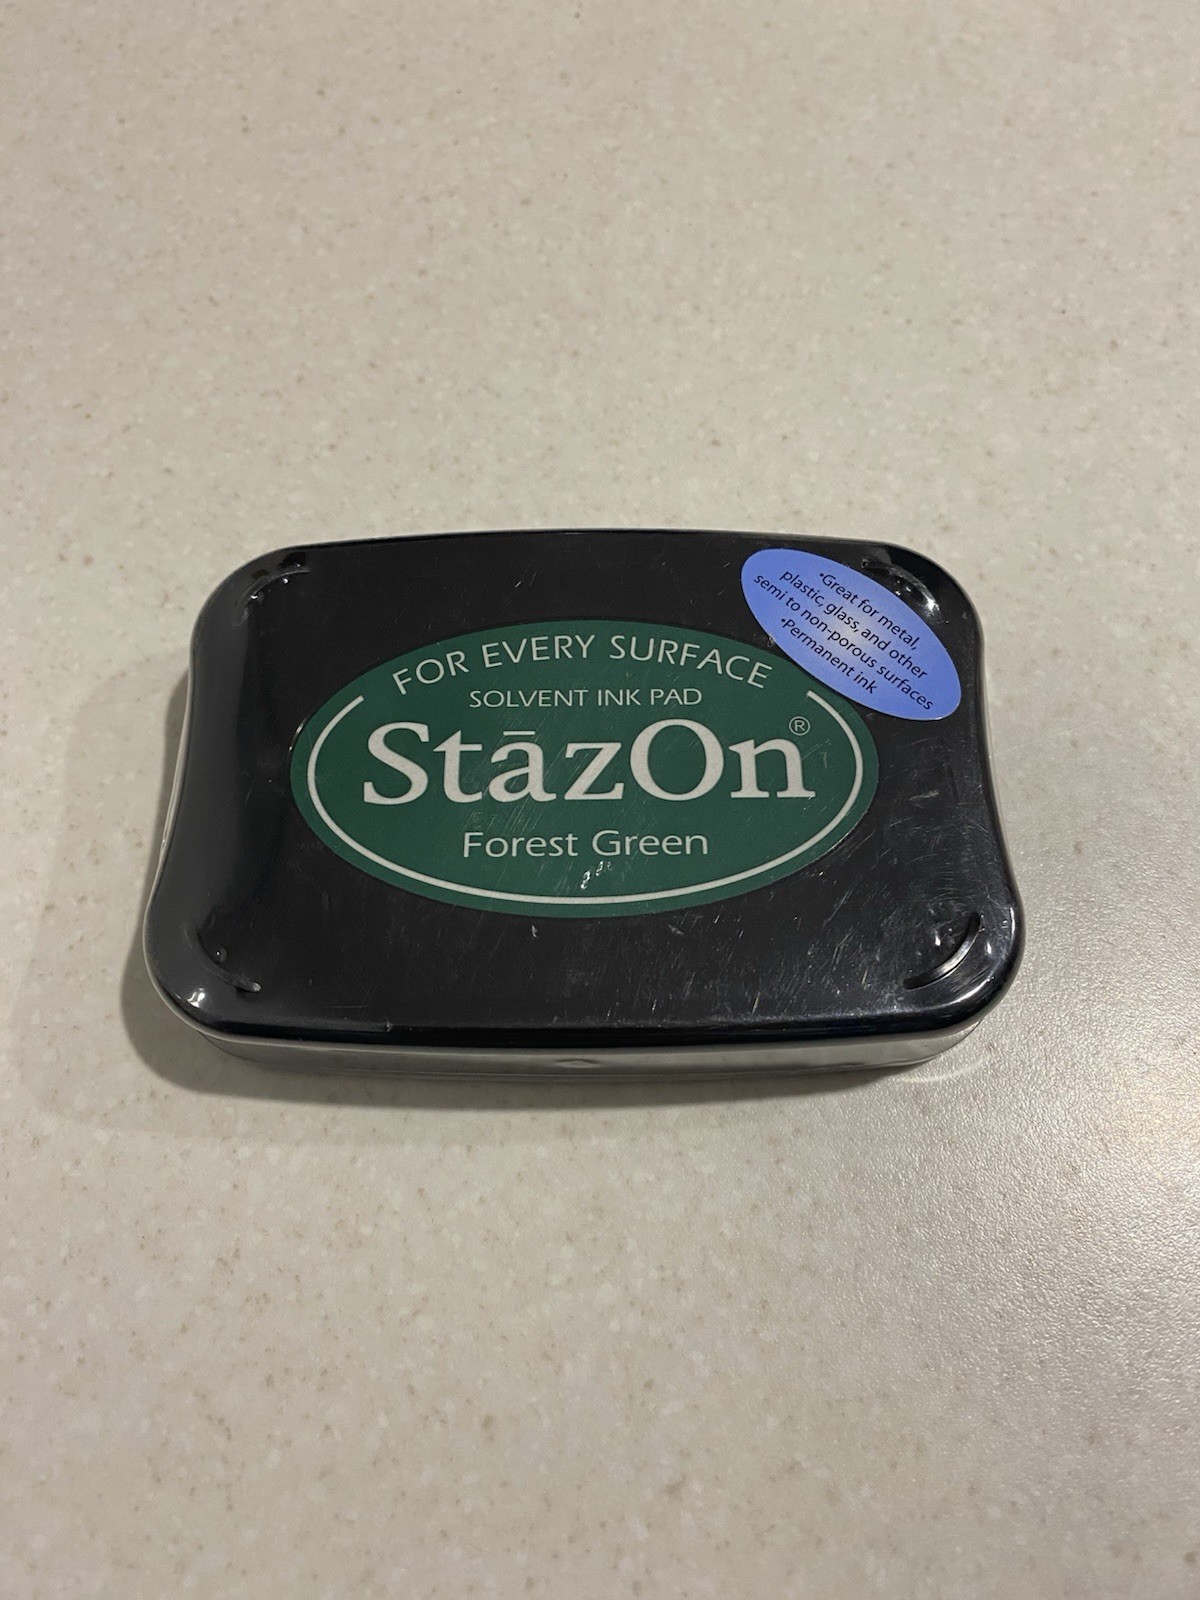 FOR EVERY SURFACE
SOLVENT INK PAD
StāzOn®
Forest Green
•Great for metal,
plastic, glass, and other
semi to non-porous surfaces
•Permanent ink